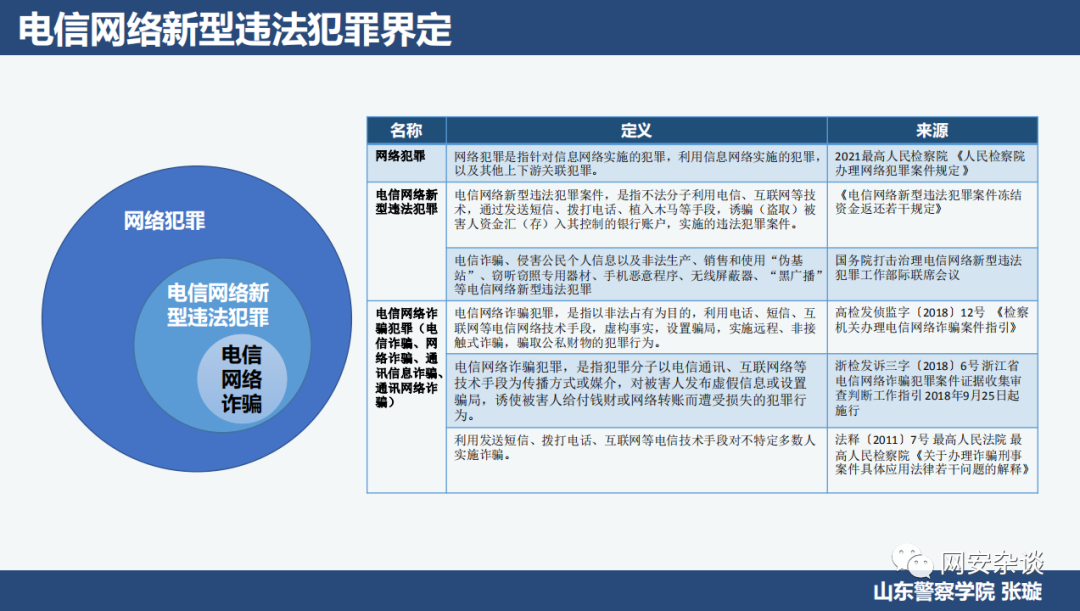 电信网络新型违法犯罪界定
网络犯罪
电信网络新
型违法犯罪
电信
网络
诈骗
名称
定义
来源
网络犯罪
网络犯罪是指针对信息网络实施的犯罪，利用信息网络实施的犯罪，
以及其他上下游关联犯罪。
2021最高人民检察院 《人民检察院
办理网络犯罪案件规定》
电信网络新
型违法犯罪
电信网络新型违法犯罪案件，是指不法分子利用电信、互联网等技
术，通过发送短信、拨打电话、植入木马等手段，诱骗（盗取）被
害人资金汇（存）入其控制的银行账户，实施的违法犯罪案件。
《电信网络新型违法犯罪案件冻结
资金返还若干规定》
电信诈骗、侵害公民个人信息以及非法生产、销售和使用“伪基
站”、窃听窃照专用器材、手机恶意程序、无线屏蔽器、“黑广播”
等电信网络新型违法犯罪
国务院打击治理电信网络新型违法
犯罪工作部际联席会议
电信网络诈
骗犯罪（电
信诈骗、网
络诈骗、通
讯信息诈骗、
通讯网络诈
骗）
电信网络诈骗犯罪，是指以非法占有为目的，利用电话、短信、互
联网等电信网络技术手段，虚构事实，设置骗局，实施远程、非接
触式诈骗，骗取公私财物的犯罪行为。
高检发侦监字〔2018〕12号 《检察
机关办理电信网络诈骗案件指引》
电信网络诈骗犯罪，是指犯罪分子以电信通讯、互联网络等
技术手段为传播方式或媒介，对被害人发布虚假信息或设置
骗局，诱使被害人给付钱财或网络转账而遭受损失的犯罪行
为。
浙检发诉三字〔2018〕6号 浙江省
电信网络诈骗犯罪案件证据收集审
查判断工作指引 2018年9月25日起
施行
利用发送短信、拨打电话、互联网等电信技术手段对不特定多数人
实施诈骗。
法释〔2011〕7号 最高人民法院 最
高人民检察院《关于办理诈骗刑事
案件具体应用法律若干问题的解释》
网安杂谈
山东警察学院 张璇